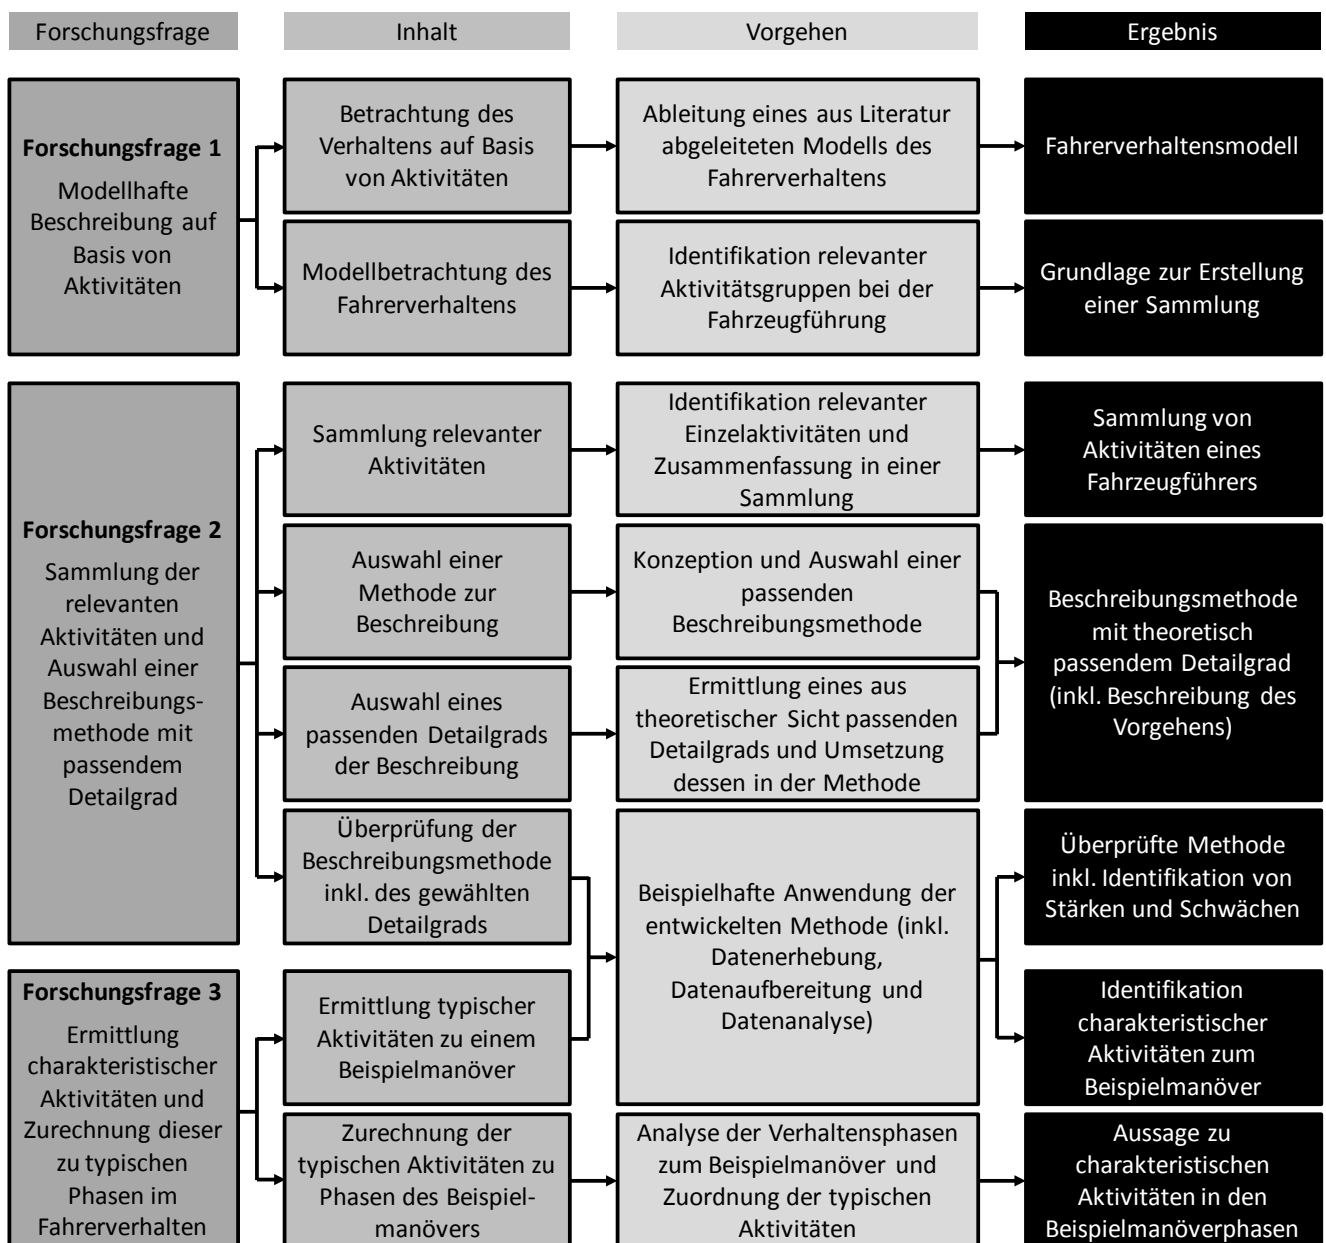 Forschungsfrage
Inhalt
Vorgehen
Ergebnis
Forschungsfrage 1
Modellhafte
Beschreibung auf
Basis von
Aktivitäten
Betrachtung des
Verhaltens auf Basis
von Aktivitäten
Ableitung eines aus Literatur
abgeleiteten Modells des
Fahrerverhaltens
Fahrerverhaltensmodell
Modellbetrachtung des
Fahrerverhaltens
Identifikation relevanter
Aktivitätsgruppen bei der
Fahrzeugführung
Grundlage zur Erstellung
einer Sammlung
Forschungsfrage 2
Sammlung der
relevanten
Aktivitäten und
Auswahl einer
Beschreibungs-
methode mit
passendem
Detailgrad
Sammlung relevanter
Aktivitäten
Identifikation relevanter
Einzelaktivitäten und
Zusammenfassung in einer
Sammlung
Sammlung von
Aktivitäten eines
Fahrzeugführers
Auswahl einer
Methode zur
Beschreibung
Konzeption und Auswahl einer
passenden
Beschreibungsmethode
Beschreibungsmethode
mit theoretisch
passendem Detailgrad
(inkl. Beschreibung des
Vorgehens)
Auswahl eines
passenden Detailgrads
der Beschreibung
Ermittlung eines aus
theoretischer Sicht passenden
Detailgrads und Umsetzung
dessen in der Methode
Überprüfung der
Beschreibungsmethode
inkl. des gewählten
Detailgrads
Beispielhafte Anwendung der
entwickelten Methode (inkl.
Datenerhebung,
Datenaufbereitung und
Datenanalyse)
Überprüfte Methode
inkl. Identifikation von
Stärken und Schwächen
Forschungsfrage 3
Ermittlung
charakteristischer
Aktivitäten und
Zurechnung dieser
zu typischen
Phasen im
Fahrerverhalten
Ermittlung typischer
Aktivitäten zu einem
Beispielmanöver
Identifikation
charakteristischer
Aktivitäten zum
Beispielmanöver
Zurechnung der
typischen Aktivitäten zu
Phasen des Beispiel-
manövers
Analyse der Verhaltensphasen
zum Beispielmanöver und
Zuordnung der typischen
Aktivitäten
Aussage zu
charakteristischen
Aktivitäten in den
Beispielmanöverphasen